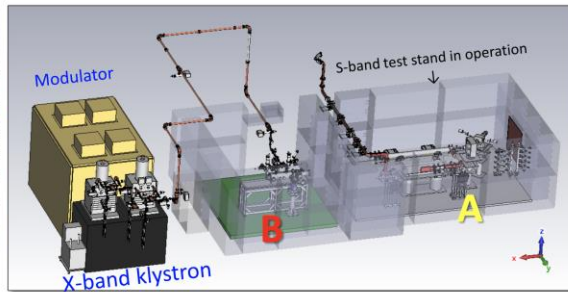 S-band test stand in operation
Modulator
A
B
X-band klystron
z
x
y